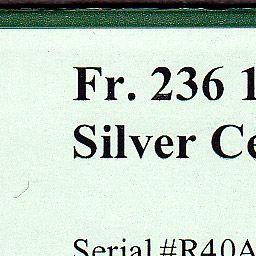 Fr. 236 1
Silver Ce
Serial #R40A